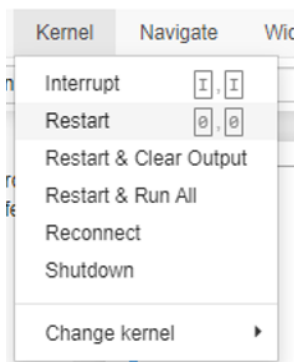 Kernel Navigate
Interrupt I, I
Restart 0, 0
Restart & Clear Output
Restart & Run All
Reconnect
Shutdown
Change kernel